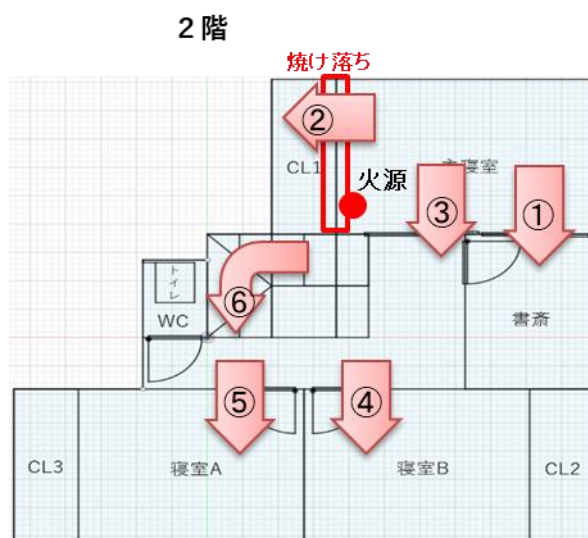 2階
焼け落ち
②
CL1
火源
主寝室
③
①
⑥
トイレ
WC
書斎
⑤
④
CL3
寝室A
寝室B
CL2